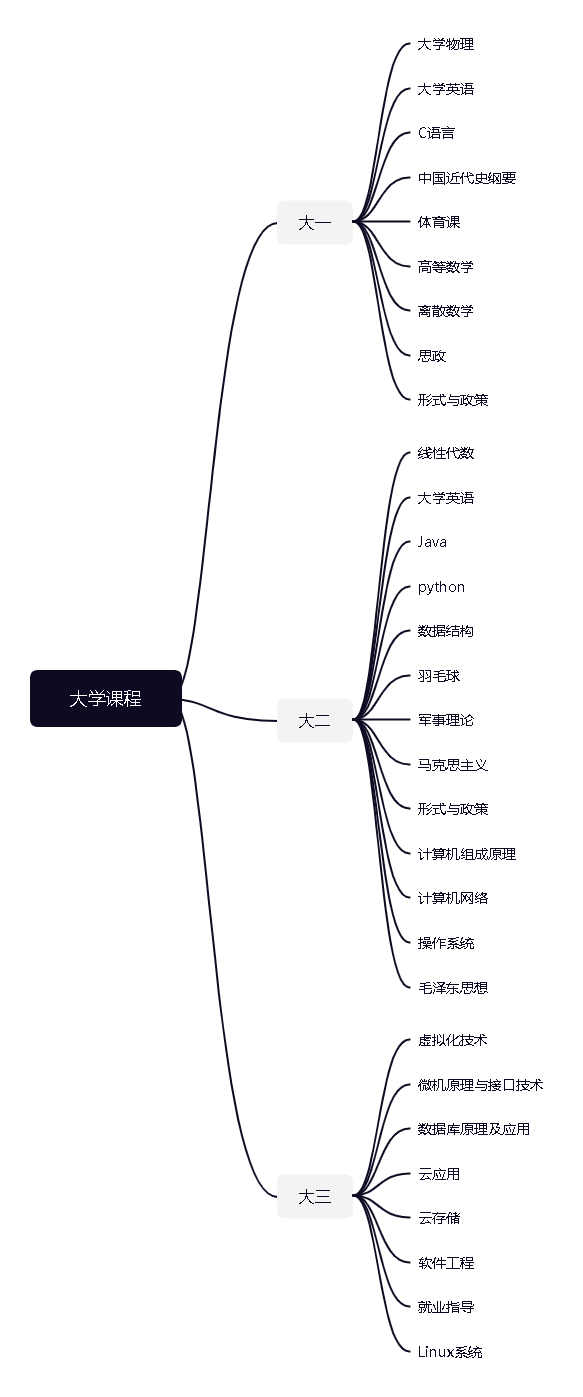 大学课程
大一
大学物理
大学英语
C语言
中国近代史纲要
体育课
高等数学
离散数学
思政
形式与政策
大二
线性代数
大学英语
Java
python
数据结构
羽毛球
军事理论
马克思主义
形式与政策
计算机组成原理
计算机网络
操作系统
毛泽东思想
大三
虚拟化技术
微机原理与接口技术
数据库原理及应用
云应用
云存储
软件工程
就业指导
Linux系统